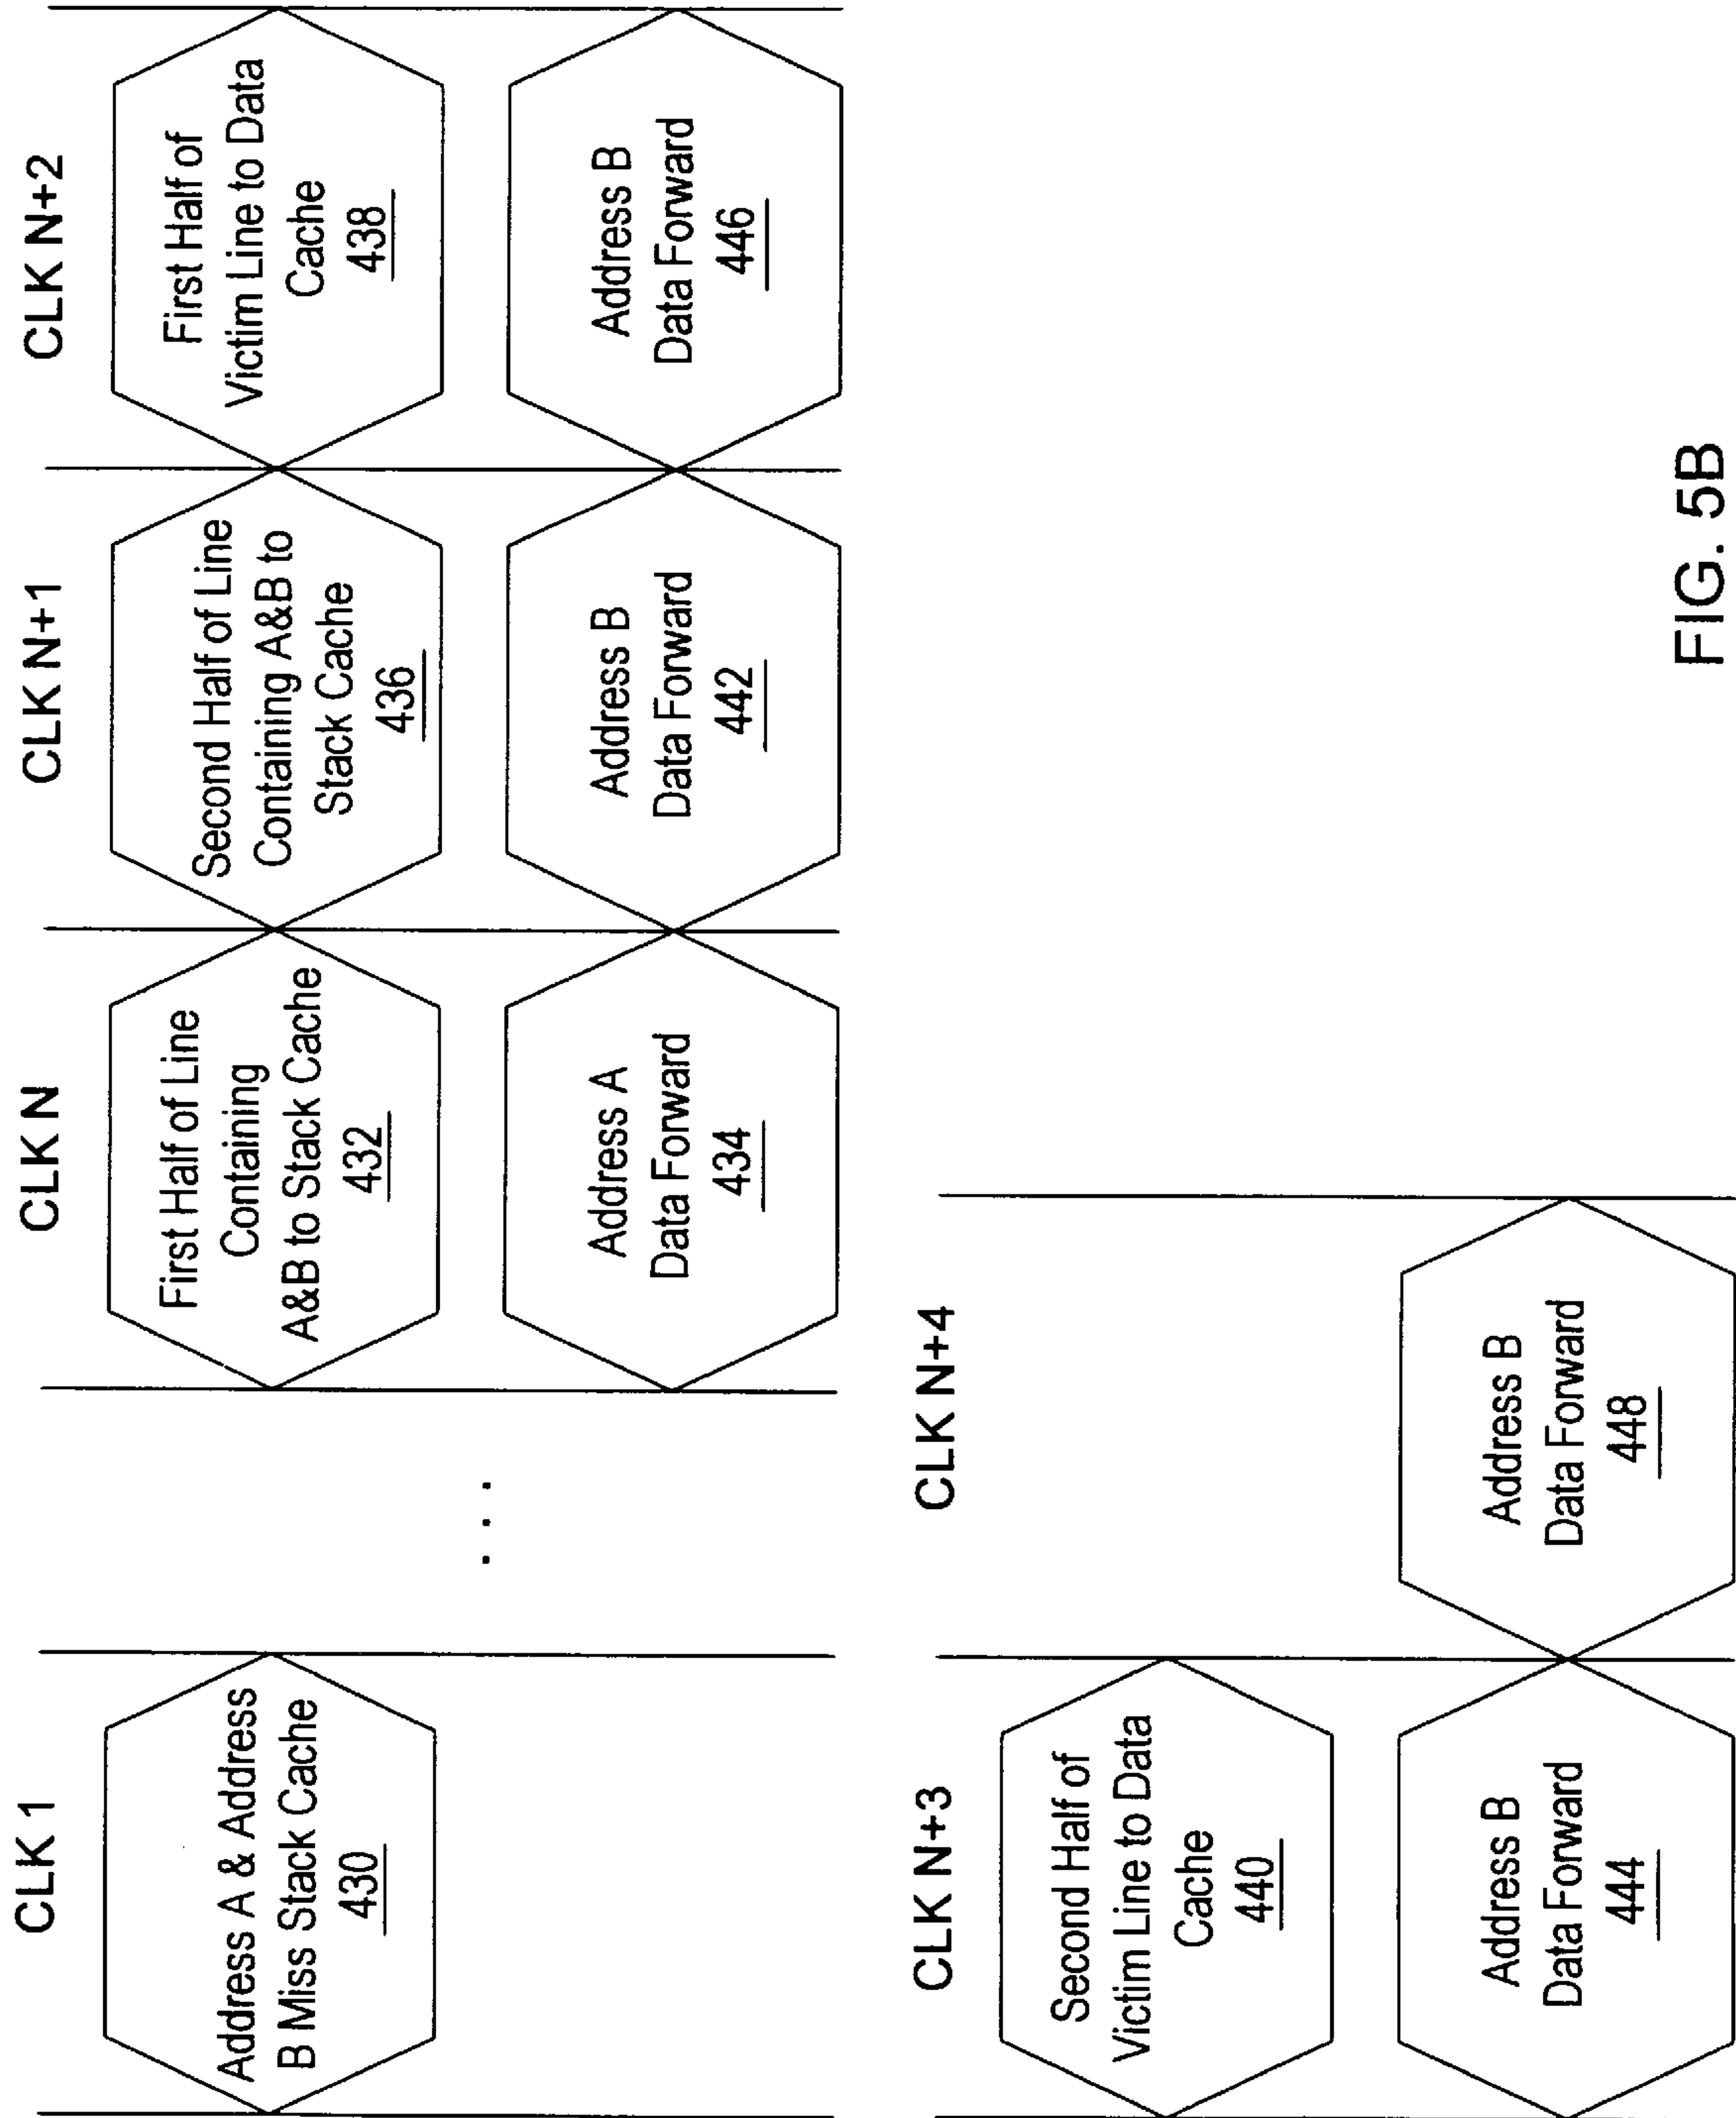 CLK 1
Address A & Address
B Miss Stack Cache
430
. . .
CLK N
First Half of Line
Containing
A&B to Stack Cache
432
Address A
Data Forward
434
CLK N+1
Second Half of Line
Containing A&B to
Stack Cache
436
Address B
Data Forward
442
CLK N+2
First Half of
Victim Line to Data
Cache
438
Address B
Data Forward
446
CLK N+3
Second Half of
Victim Line to Data
Cache
440
Address B
Data Forward
444
CLK N+4
Address B
Data Forward
448
FIG. 5B